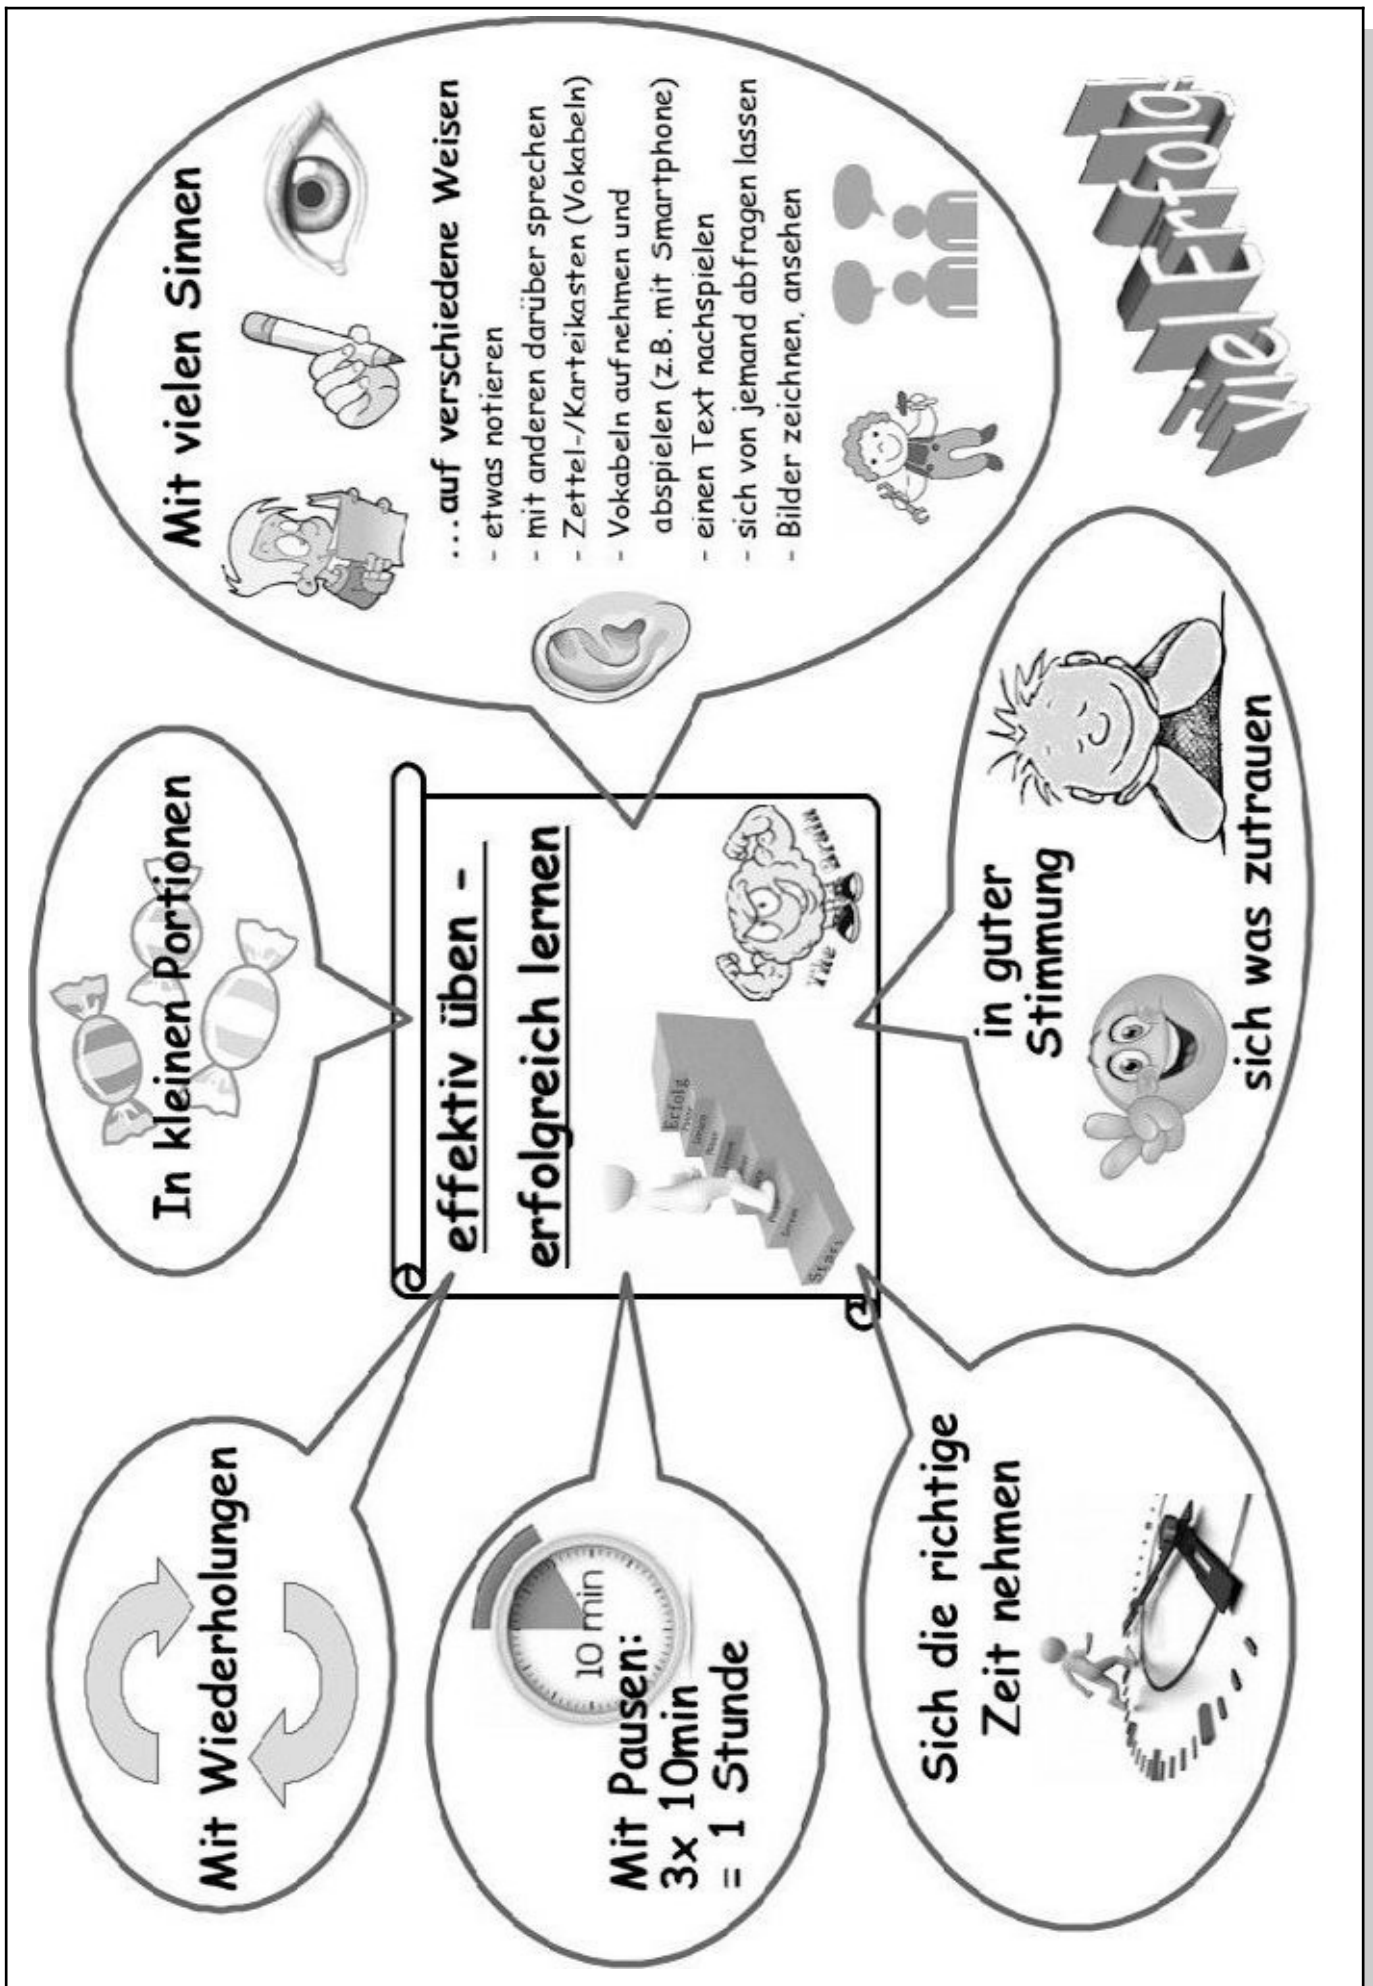 Mit Wiederholungen
In kleinen Portionen
Mit vielen Sinnen
...auf verschiedene Weisen
- etwas notieren
- mit anderen darüber sprechen
- Zettel-/Karteikasten (Vokabeln)
- Vokabeln aufnehmen und
abspielen (z.B. mit Smartphone)
- einen Text nachspielen
- sich von jemand abfragen lassen
- Bilder zeichnen, ansehen
effektiv üben -
erfolgreich lernen
Erfolg
Start
10 min
Mit Pausen:
3x 10min
= 1 Stunde
Sich die richtige
Zeit nehmen
in guter
Stimmung
sich was zutrauen
Viel Erfolg